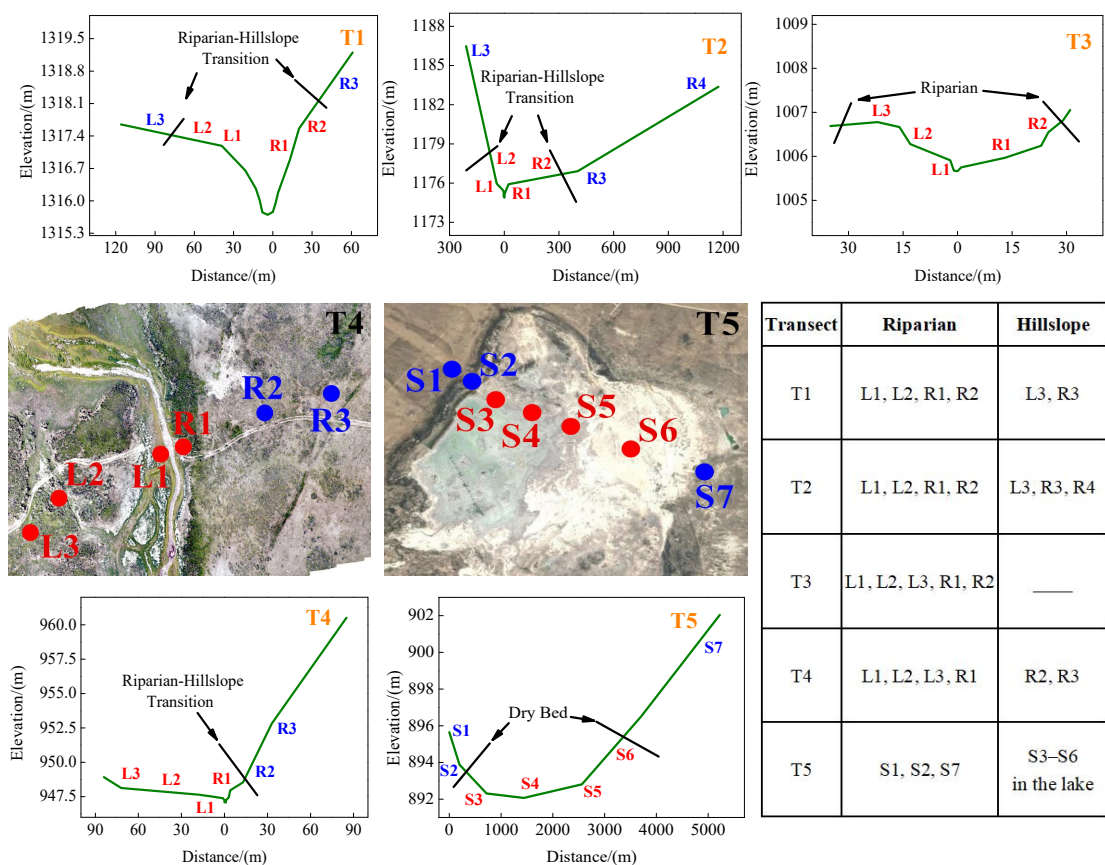 T1
Riparian-Hillslope
Transition
Elevation/(m)
1319.5
1318.8
1318.1
1317.4
1316.7
1316.0
1315.3
L3
L2
L1
R1
R2
R3
120 90 60 30 0 30 60
Distance/(m)
T2
Riparian-Hillslope
Transition
Elevation/(m)
1188
1185
1182
1179
1176
1173
L3
L2
L1
R1
R2
R3
R4
300 0 300 600 900 1200
Distance/(m)
T3
Riparian
Elevation/(m)
1009
1008
1007
1006
1005
1004
L3
L2
L1
R1
R2
30 15 0 15 30
Distance/(m)
T4
L3
L2
L1
R1
R2
R3
T5
S1
S2
S3
S4
S5
S6
S7
Transect Riparian Hillslope
T1 L1, L2, R1, R2 L3, R3
T2 L1, L2, R1, R2 L3, R3, R4
T3 L1, L2, L3, R1, R2 ____
T4 L1, L2, L3, R1 R2, R3
T5 S1, S2, S7 S3–S6
in the lake
T4
Riparian-Hillslope
Transition
Elevation/(m)
960.0
957.5
955.0
952.5
950.0
947.5
L3
L2
L1
R1
R2
R3
90 60 30 0 30 60 90
Distance/(m)
T5
Dry Bed
Elevation/(m)
902
900
898
896
894
892
S1
S2
S3
S4
S5
S6
S7
0 1000 2000 3000 4000 5000
Distance/(m)